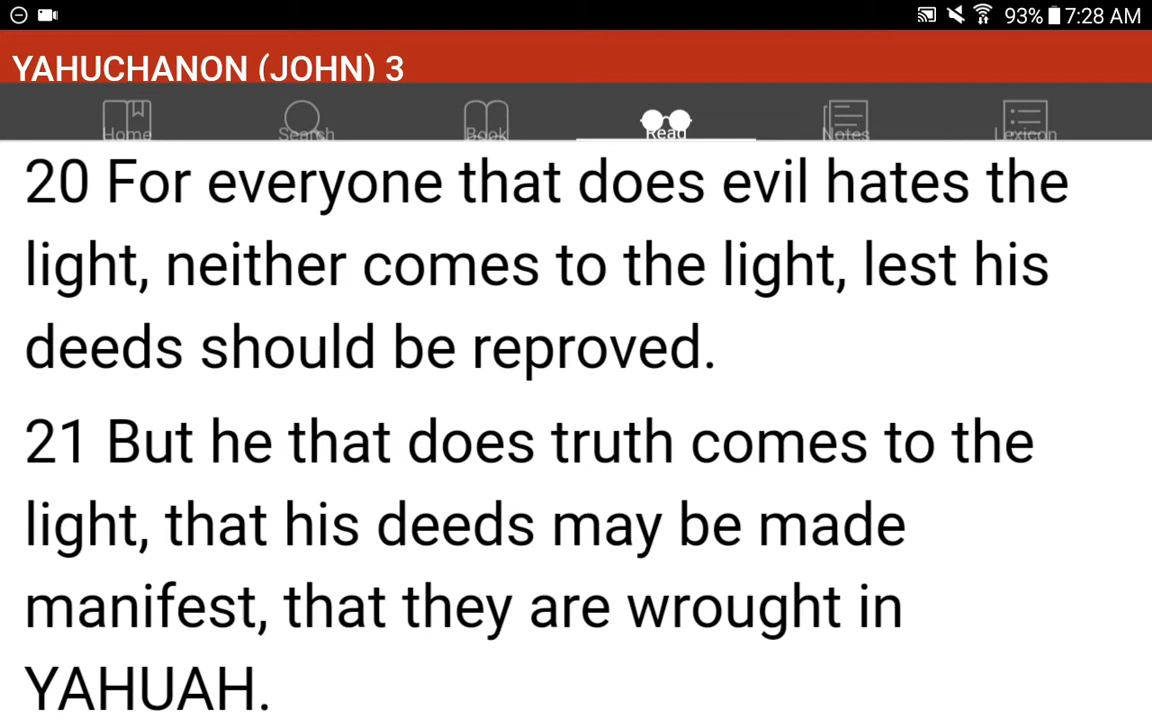 93% 7:28 AM
YAHUCHANON (JOHN) 3
Home Search Book Read Notes Lexicon
20 For everyone that does evil hates the
light, neither comes to the light, lest his
deeds should be reproved.
21 But he that does truth comes to the
light, that his deeds may be made
manifest, that they are wrought in
YAHUAH.